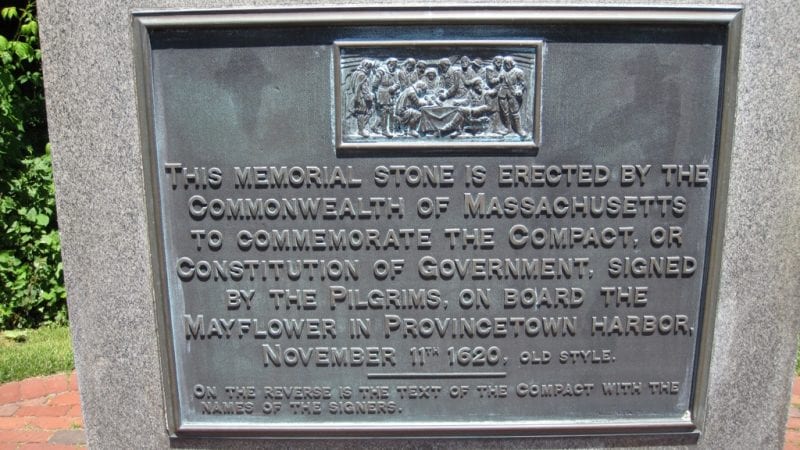 THIS MEMORIAL STONE IS ERECTED BY THE
COMMONWEALTH OF MASSACHUSETTS
TO COMMEMORATE THE COMPACT, OR
CONSTITUTION OF GOVERNMENT, SIGNED
BY THE PILGRIMS, ON BOARD THE
MAYFLOWER IN PROVINCETOWN HARBOR,
NOVEMBER 11TH 1620, OLD STYLE.
ON THE REVERSE IS THE TEXT OF THE COMPACT WITH THE
NAMES OF THE SIGNERS.